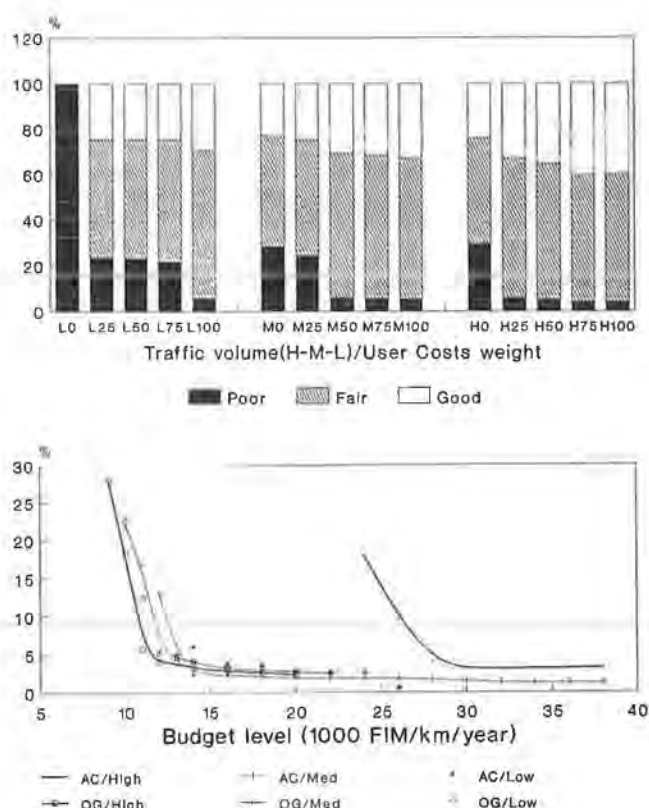 %
120
100
80
60
40
20
0
L0 L25 L50 L75 L100 M0 M25 M50 M75 M100 H0 H25 H50 H75 H100
Traffic volume(H-M-L)/User Costs weight
Poor Fair Good
%
30
25
20
15
10
5
0
5 10 15 20 25 30 35 40
Budget level (1000 FIM/km/year)
AC/High AC/Med AC/Low
OG/High OG/Med OG/Low